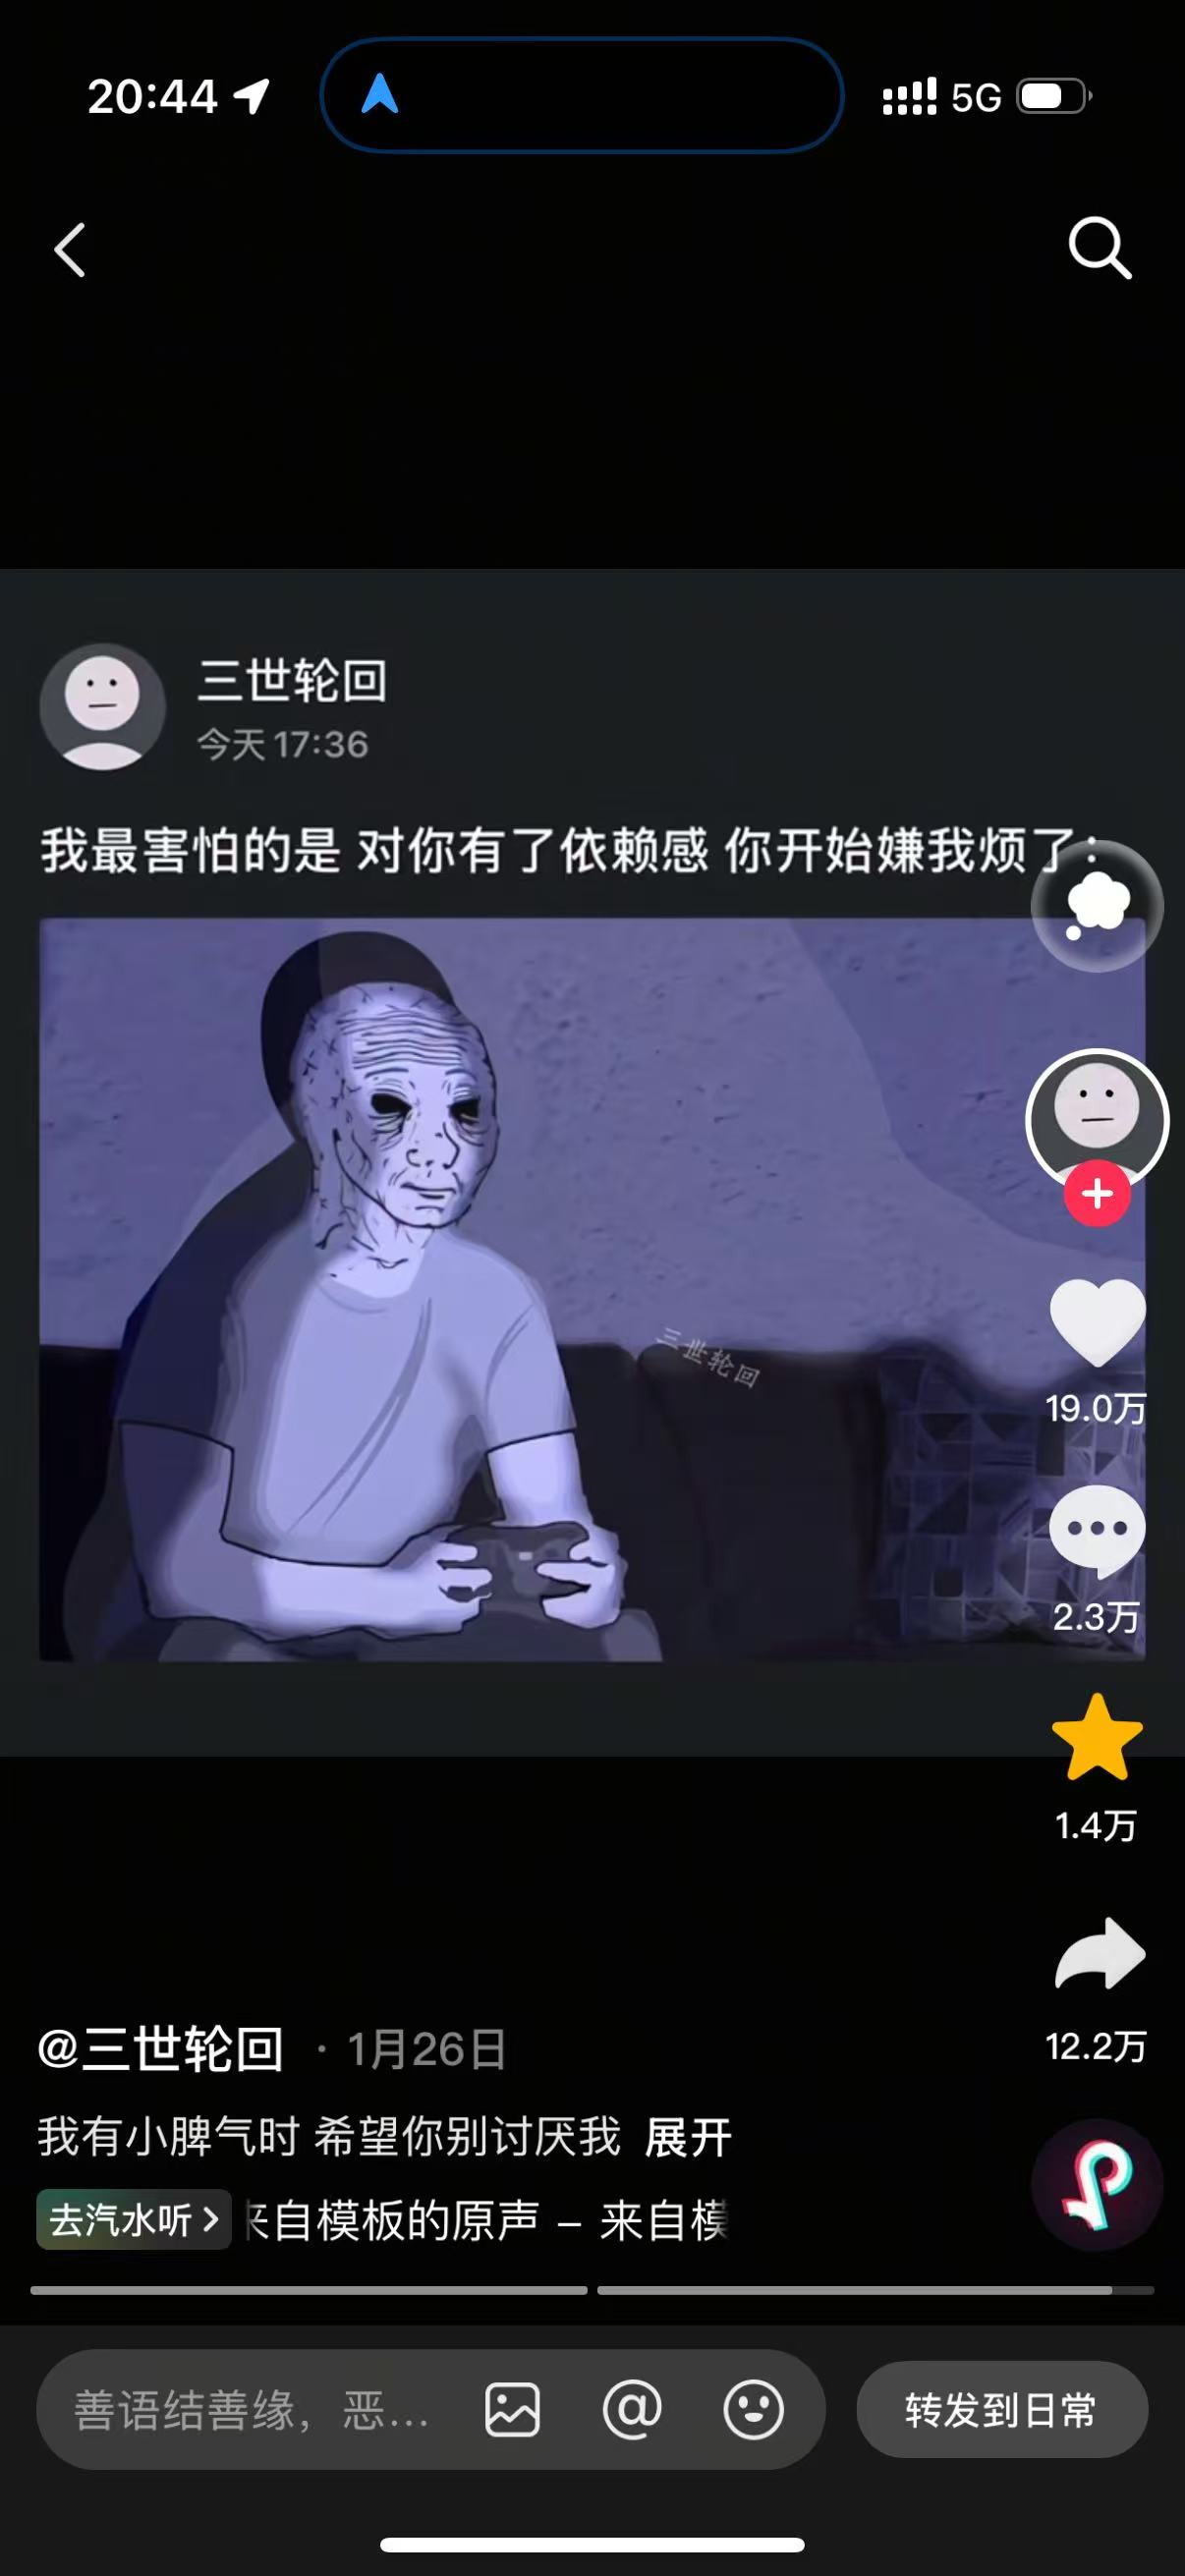 20:44
5G
三世轮回
今天 17:36
我最害怕的是 对你有了依赖感 你开始嫌我烦了：
三世轮回
19.0万
2.3万
1.4万
12.2万
@三世轮回 · 1月26日
我有小脾气时 希望你别讨厌我 展开
去汽水听 来自模板的原声 – 来自模
善语结善缘，恶...
转发到日常